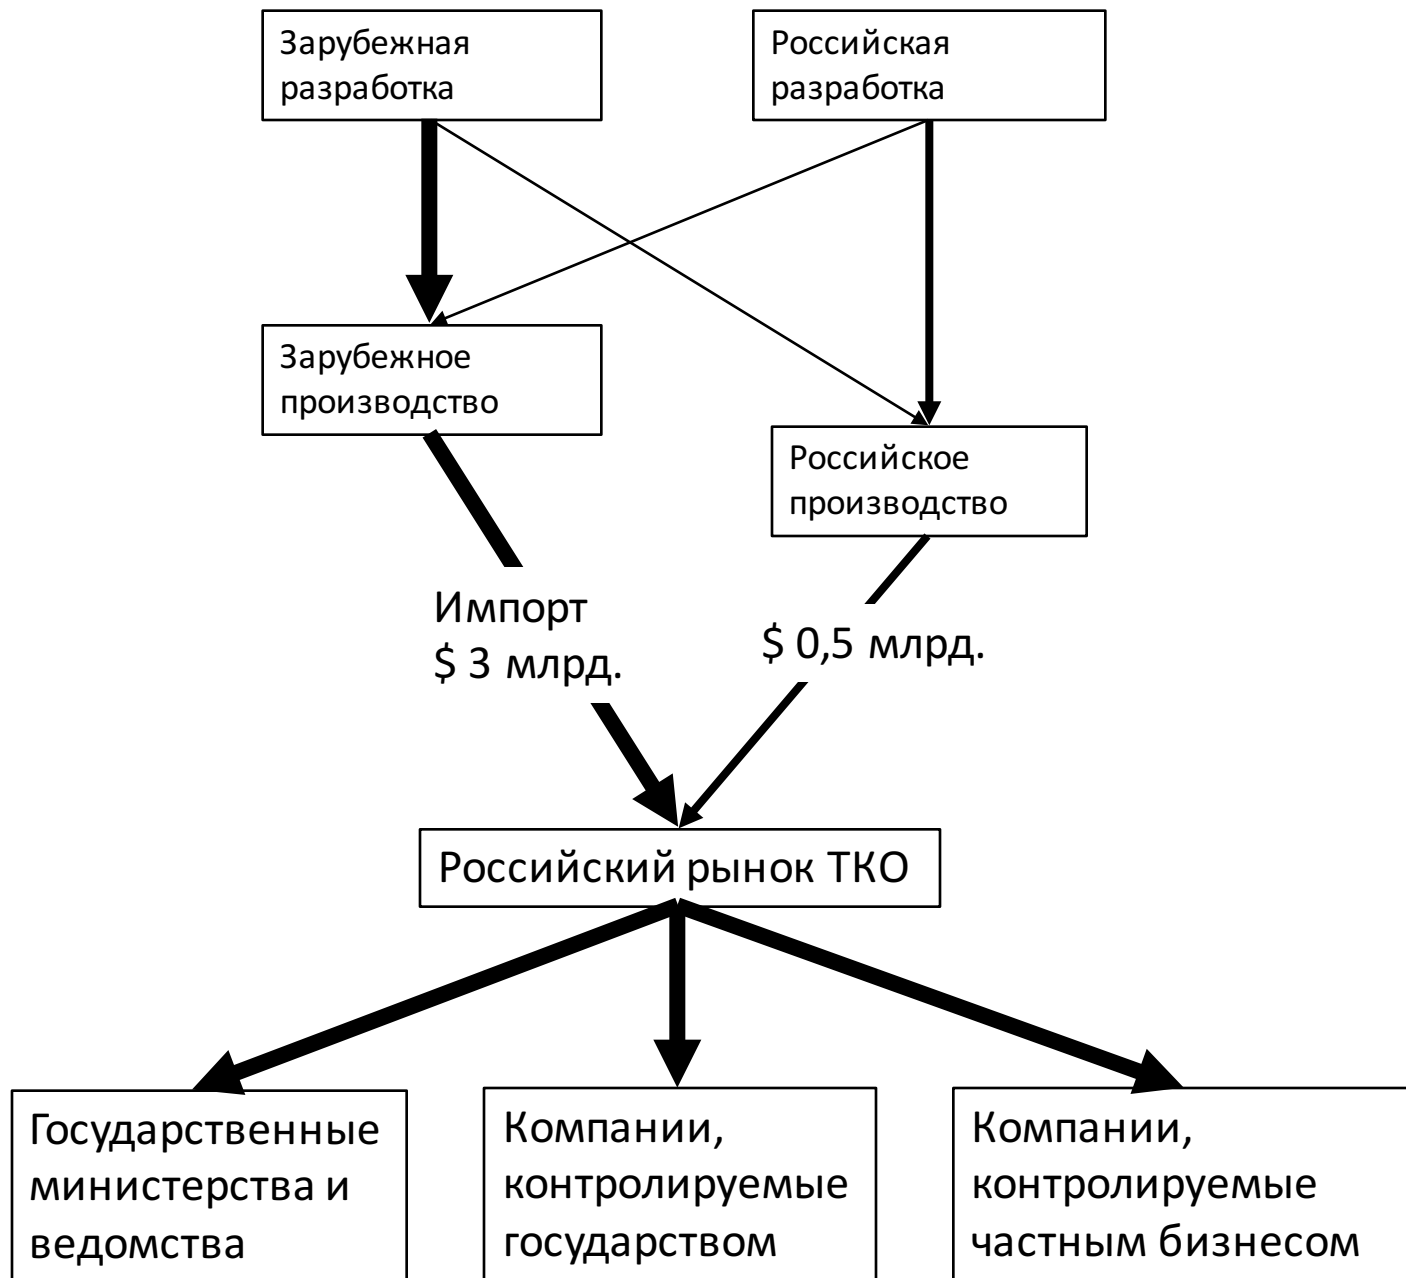 Зарубежная
разработка
Российская
разработка
Зарубежное
производство
Российское
производство
Импорт
$ 3 млрд.
$ 0,5 млрд.
Российский рынок ТКО
Государственные
министерства и
ведомства
Компании,
контролируемые
государством
Компании,
контролируемые
частным бизнесом